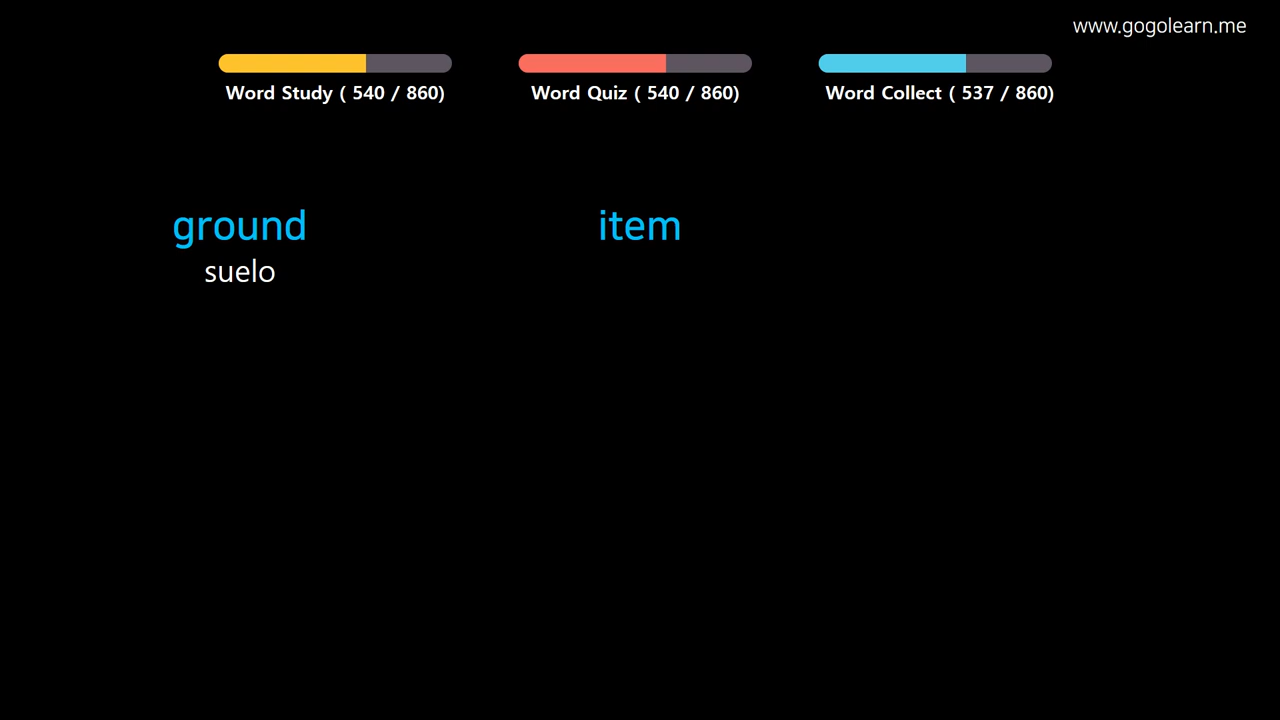 www.gogolearn.me
Word Study ( 540 / 860)
Word Quiz ( 540 / 860)
Word Collect ( 537 / 860)
ground
item
suelo